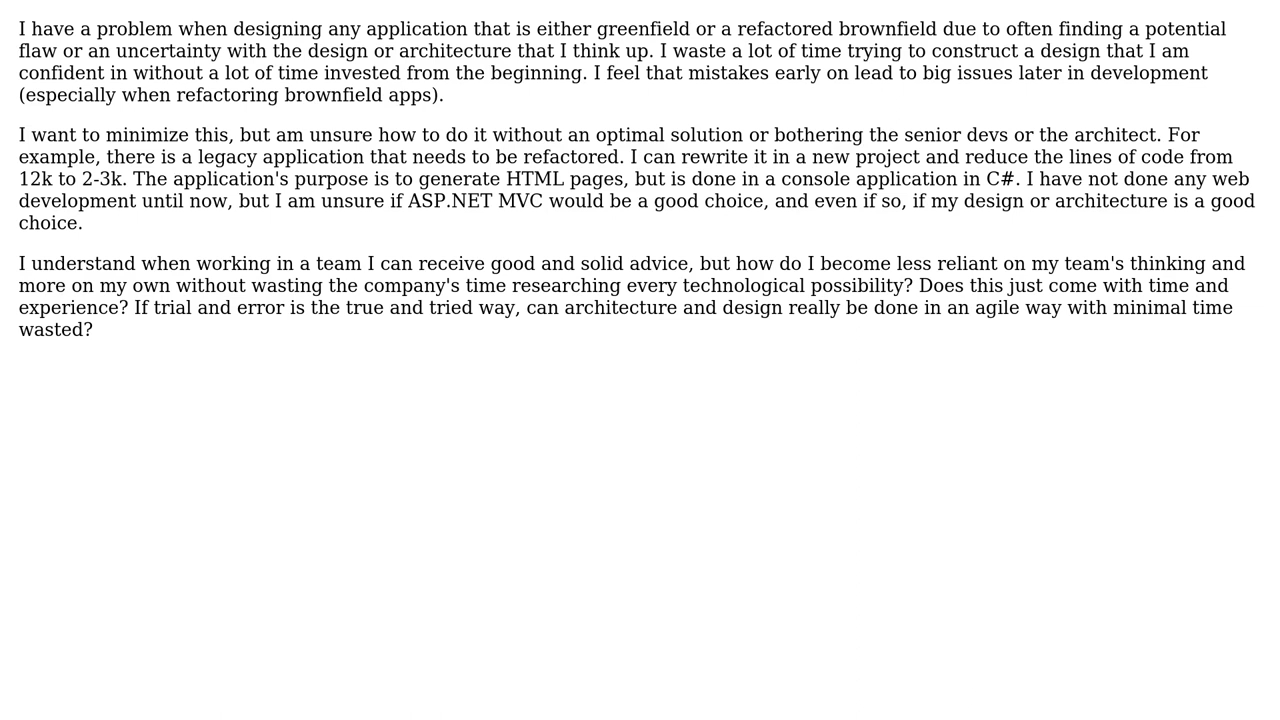 I have a problem when designing any application that is either greenfield or a refactored brownfield due to often finding a potential
flaw or an uncertainty with the design or architecture that I think up. I waste a lot of time trying to construct a design that I am
confident in without a lot of time invested from the beginning. I feel that mistakes early on lead to big issues later in development
(especially when refactoring brownfield apps).
I want to minimize this, but am unsure how to do it without an optimal solution or bothering the senior devs or the architect. For
example, there is a legacy application that needs to be refactored. I can rewrite it in a new project and reduce the lines of code from
12k to 2-3k. The application's purpose is to generate HTML pages, but is done in a console application in C#. I have not done any web
development until now, but I am unsure if ASP.NET MVC would be a good choice, and even if so, if my design or architecture is a good
choice.
I understand when working in a team I can receive good and solid advice, but how do I become less reliant on my team's thinking and
more on my own without wasting the company's time researching every technological possibility? Does this just come with time and
experience? If trial and error is the true and tried way, can architecture and design really be done in an agile way with minimal time
wasted?